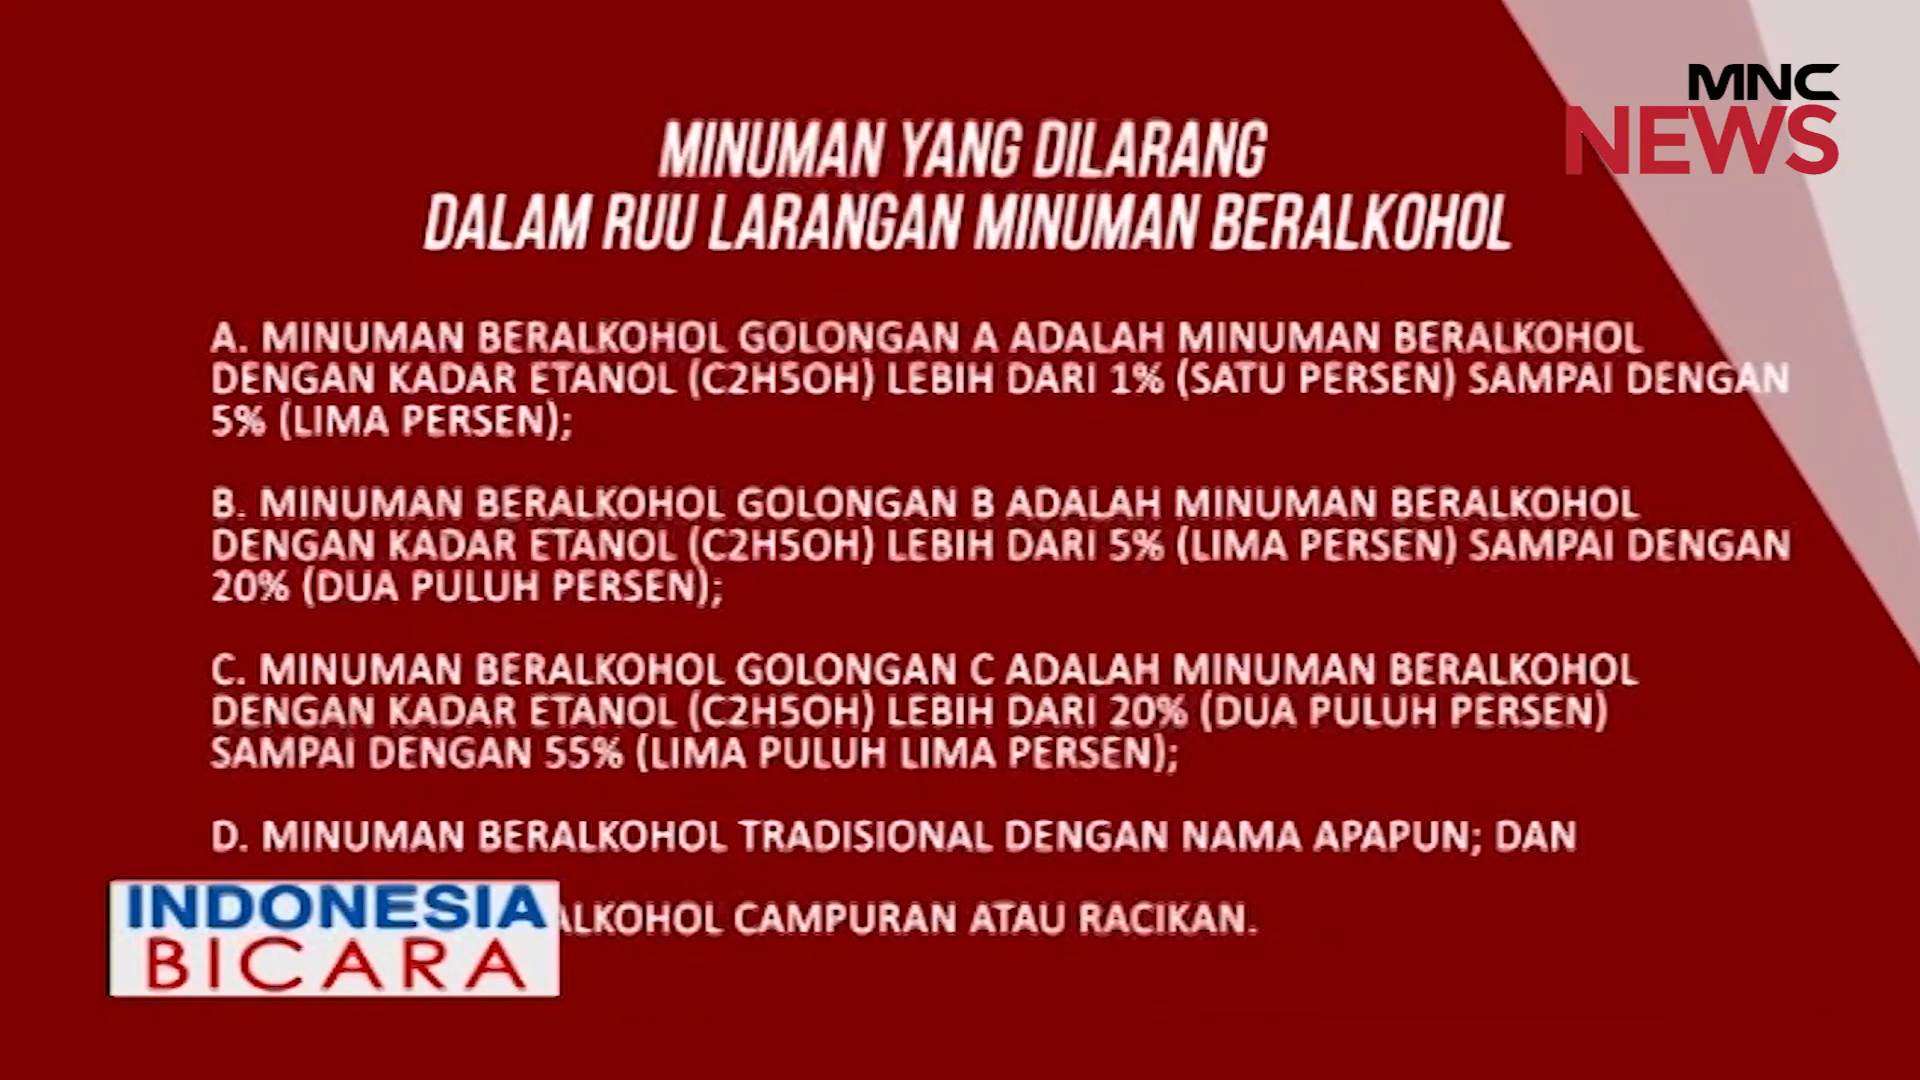 MNC
NEWS
MINUMAN YANG DILARANG
DALAM RUU LARANGAN MINUMAN BERALKOHOL
A. MINUMAN BERALKOHOL GOLONGAN A ADALAH MINUMAN BERALKOHOL
DENGAN KADAR ETANOL (C2H5OH) LEBIH DARI 1% (SATU PERSEN) SAMPAI DENGAN
5% (LIMA PERSEN);
B. MINUMAN BERALKOHOL GOLONGAN B ADALAH MINUMAN BERALKOHOL
DENGAN KADAR ETANOL (C2H5OH) LEBIH DARI 5% (LIMA PERSEN) SAMPAI DENGAN
20% (DUA PULUH PERSEN);
C. MINUMAN BERALKOHOL GOLONGAN C ADALAH MINUMAN BERALKOHOL
DENGAN KADAR ETANOL (C2H5OH) LEBIH DARI 20% (DUA PULUH PERSEN)
SAMPAI DENGAN 55% (LIMA PULUH LIMA PERSEN);
D. MINUMAN BERALKOHOL TRADISIONAL DENGAN NAMA APAPUN; DAN
ALKOHOL CAMPURAN ATAU RACIKAN.
INDONESIA
BICARA